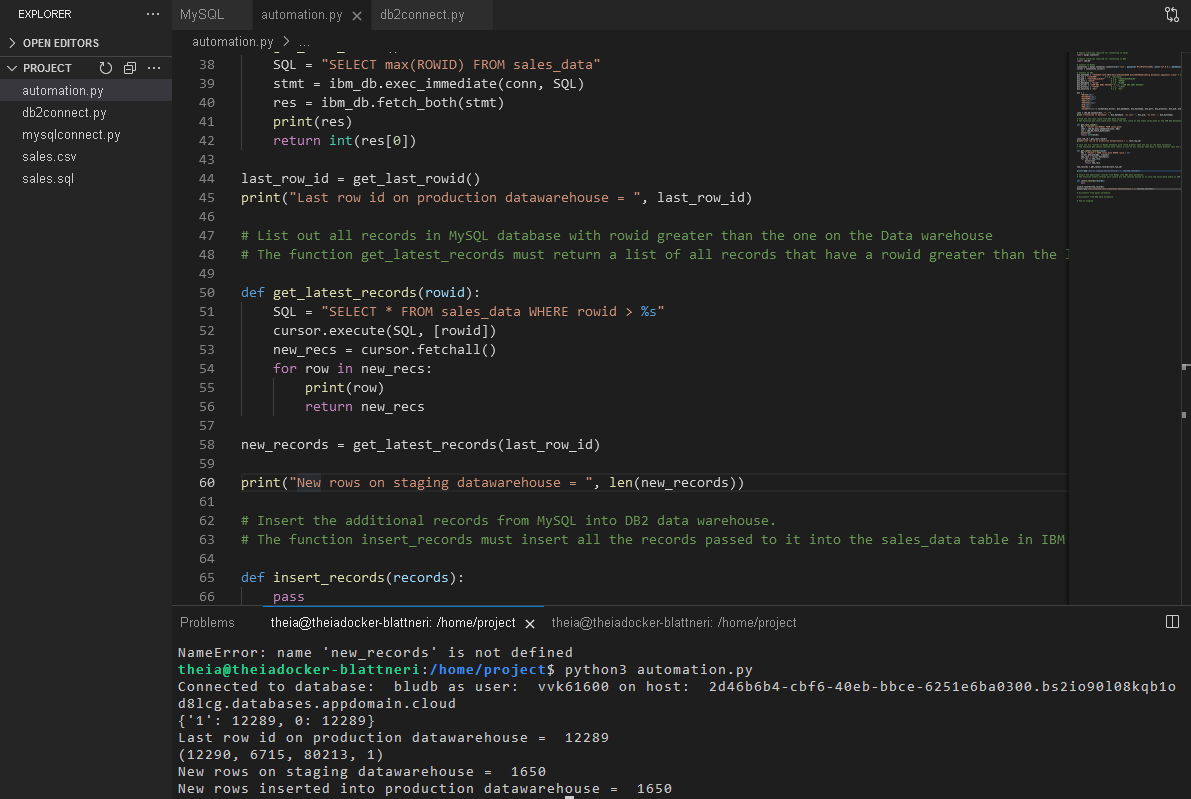 EXPLORER
MySQL
automation.py
db2connect.py
OPEN EDITORS
PROJECT
automation.py
db2connect.py
mysqlconnect.py
sales.csv
sales.sql
automation.py > ...
38 SQL = "SELECT max(ROWID) FROM sales_data"
39 stmt = ibm_db.exec_immediate(conn, SQL)
40 res = ibm_db.fetch_both(stmt)
41 print(res)
42 return int(res[0])
43
44 last_row_id = get_last_rowid()
45 print("Last row id on production datawarehouse = ", last_row_id)
46
47 # List out all records in MySQL database with rowid greater than the one on the Data warehouse
48 # The function get_latest_records must return a list of all records that have a rowid greater than the
49
50 def get_latest_records(rowid):
51 SQL = "SELECT * FROM sales_data WHERE rowid > %s"
52 cursor.execute(SQL, [rowid])
53 new_recs = cursor.fetchall()
54 for row in new_recs:
55 print(row)
56 return new_recs
57
58 new_records = get_latest_records(last_row_id)
59
60 print("New rows on staging datawarehouse = ", len(new_records))
61
62 # Insert the additional records from MySQL into DB2 data warehouse.
63 # The function insert_records must insert all the records passed to it into the sales_data table in IBM
64
65 def insert_records(records):
66 pass
Problems
theia@theiadocker-blattneri: /home/project
theia@theiadocker-blattneri: /home/project
NameError: name 'new_records' is not defined
theia@theiadocker-blattneri:/home/project$ python3 automation.py
Connected to database:  bludb as user:  vvk61600 on host:  2d46b6b4-cbf6-40eb-bbce-6251e6ba0300.bs2io90l08kqb1o
d8lcg.databases.appdomain.cloud
{'1': 12289, 0: 12289}
Last row id on production datawarehouse =  12289
(12290, 6715, 80213, 1)
New rows on staging datawarehouse =  1650
New rows inserted into production datawarehouse =  1650